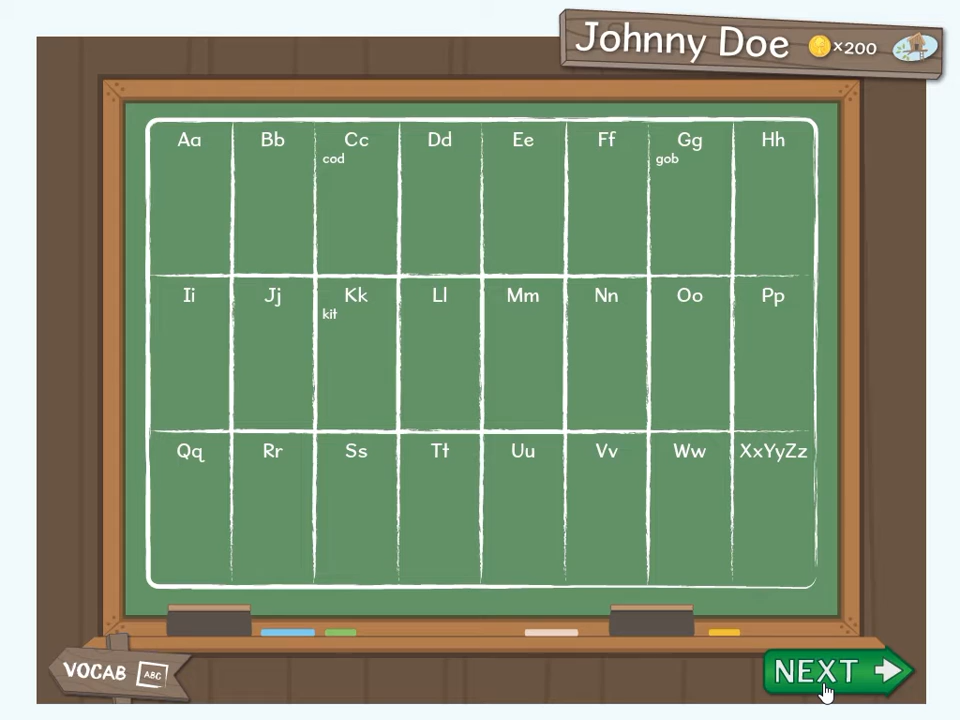 Johnny Doe x200
Aa Bb Cc Dd Ee Ff Gg Hh
cod gob
Ii Jj Kk Ll Mm Nn Oo Pp
kit
Qq Rr Ss Tt Uu Vv Ww XxYyZz
VOCAB ABC
NEXT